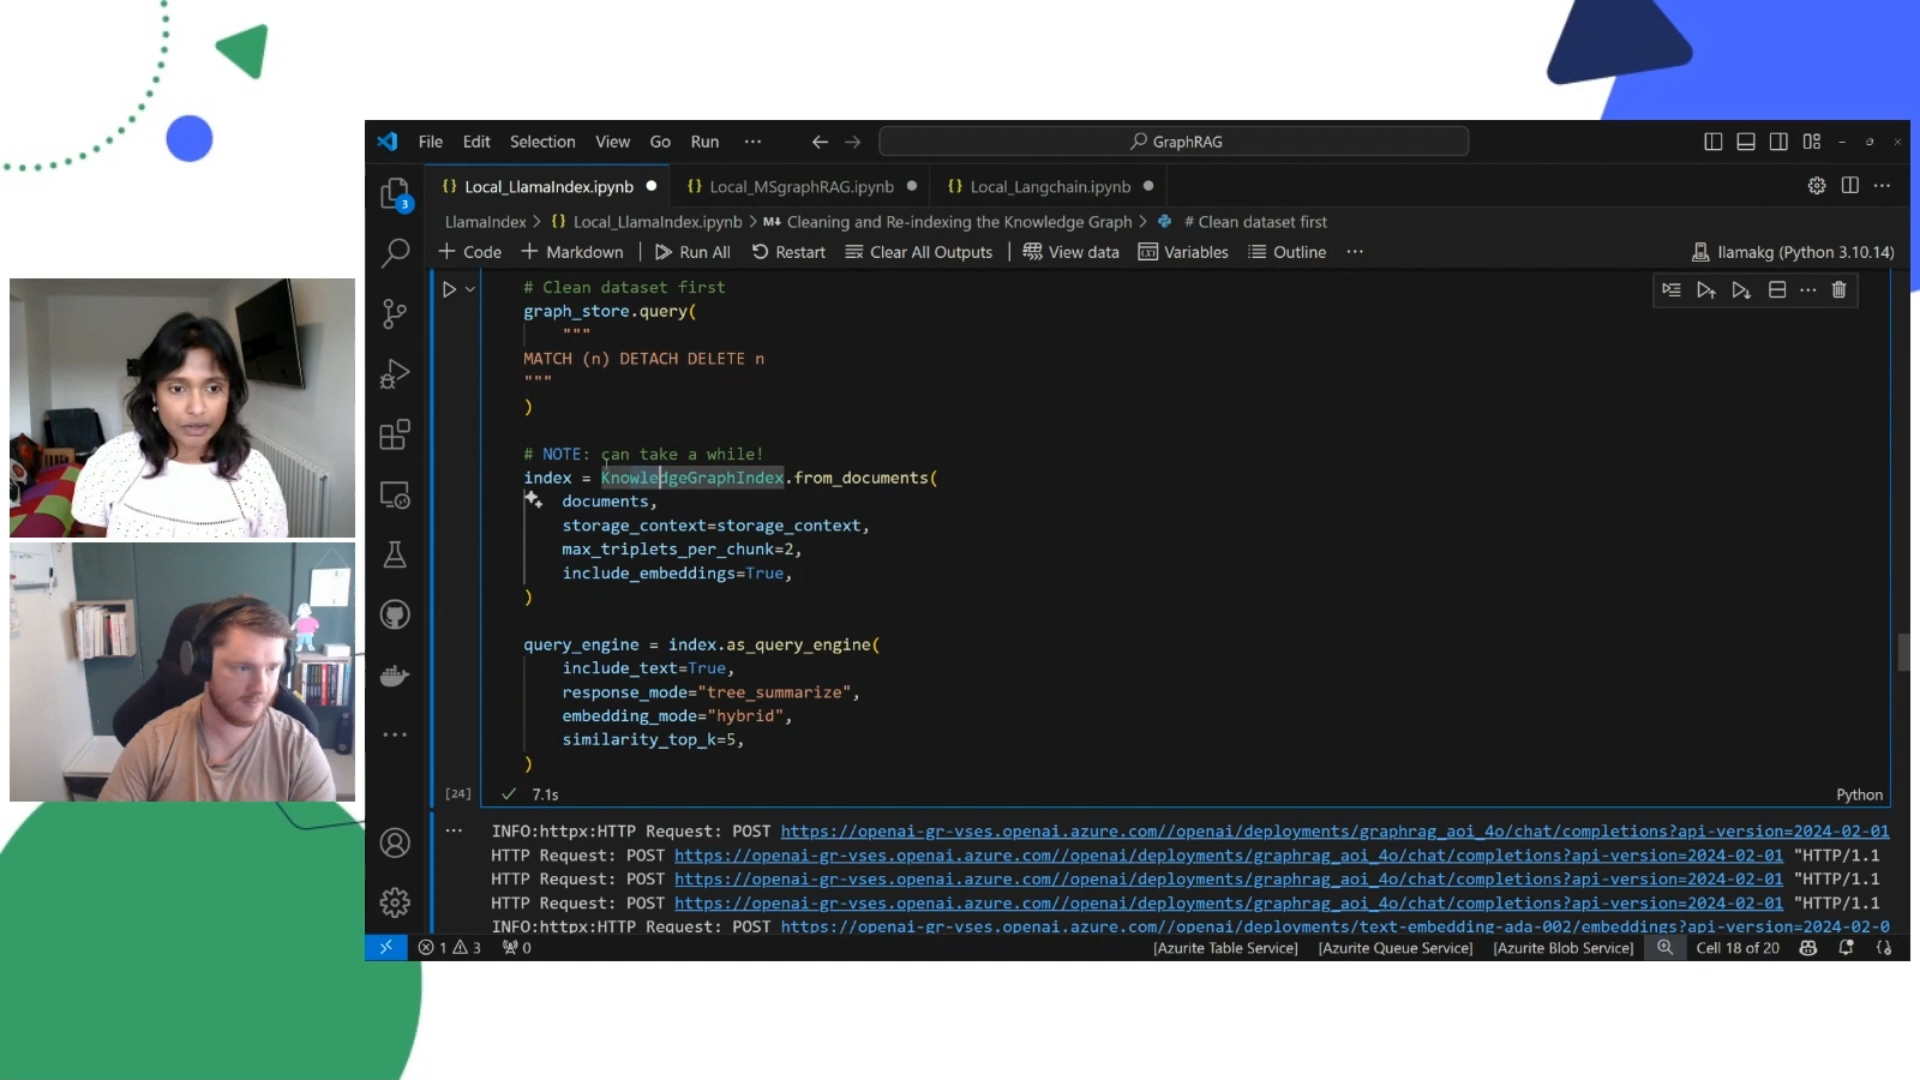 File Edit Selection View Go Run ··· GraphRAG
Local_LlamaIndex.ipynb Local_MSgraphRAG.ipynb Local_Langchain.ipynb
LlamaIndex > Local_LlamaIndex.ipynb > M↓ Cleaning and Re-indexing the Knowledge Graph > # Clean dataset first
+ Code + Markdown | Run All Restart Clear All Outputs | View data Variables Outline ··· llamakg (Python 3.10.14)
3
# Clean dataset first
graph_store.query(
"""
MATCH (n) DETACH DELETE n
"""
)
# NOTE: can take a while!
index = KnowledgeGraphIndex.from_documents(
documents,
storage_context=storage_context,
max_triplets_per_chunk=2,
include_embeddings=True,
)
query_engine = index.as_query_engine(
include_text=True,
response_mode="tree_summarize",
embedding_mode="hybrid",
similarity_top_k=5,
)
[24] 7.1s Python
··· INFO:httpx:HTTP Request: POST https://openai-gr-vses.openai.azure.com//openai/deployments/graphrag_aoi_4o/chat/completions?api-version=2024-02-01
HTTP Request: POST https://openai-gr-vses.openai.azure.com//openai/deployments/graphrag_aoi_4o/chat/completions?api-version=2024-02-01 "HTTP/1.1
HTTP Request: POST https://openai-gr-vses.openai.azure.com//openai/deployments/graphrag_aoi_4o/chat/completions?api-version=2024-02-01 "HTTP/1.1
HTTP Request: POST https://openai-gr-vses.openai.azure.com//openai/deployments/graphrag_aoi_4o/chat/completions?api-version=2024-02-01 "HTTP/1.1
INFO:httpx:HTTP Request: POST https://openai-gr-vses.openai.azure.com//openai/deployments/text-embedding-ada-002/embeddings?api-version=2024-02-0
1 3 0 [Azurite Table Service] [Azurite Queue Service] [Azurite Blob Service] Cell 18 of 20